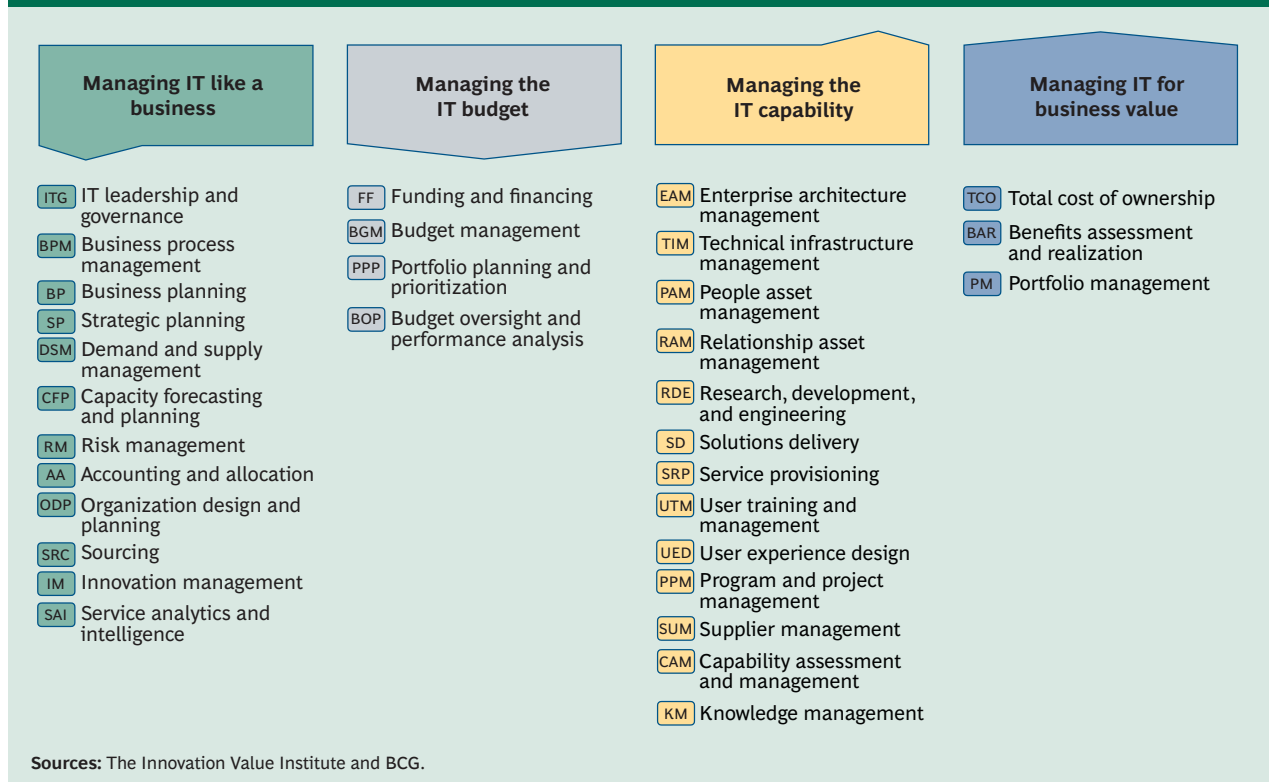 Managing IT like a
business
ITG IT leadership and
governance
BPM Business process
management
BP Business planning
SP Strategic planning
DSM Demand and supply
management
CFP Capacity forecasting
and planning
RM Risk management
AA Accounting and allocation
ODP Organization design and
planning
SRC Sourcing
IM Innovation management
SAI Service analytics and
intelligence
Managing the
IT budget
FF Funding and financing
BGM Budget management
PPP Portfolio planning and
prioritization
BOP Budget oversight and
performance analysis
Managing the
IT capability
EAM Enterprise architecture
management
TIM Technical infrastructure
management
PAM People asset
management
RAM Relationship asset
management
RDE Research, development,
and engineering
SD Solutions delivery
SRP Service provisioning
UTM User training and
management
UED User experience design
PPM Program and project
management
SUM Supplier management
CAM Capability assessment
and management
KM Knowledge management
Managing IT for
business value
TCO Total cost of ownership
BAR Benefits assessment
and realization
PM Portfolio management
Sources: The Innovation Value Institute and BCG.